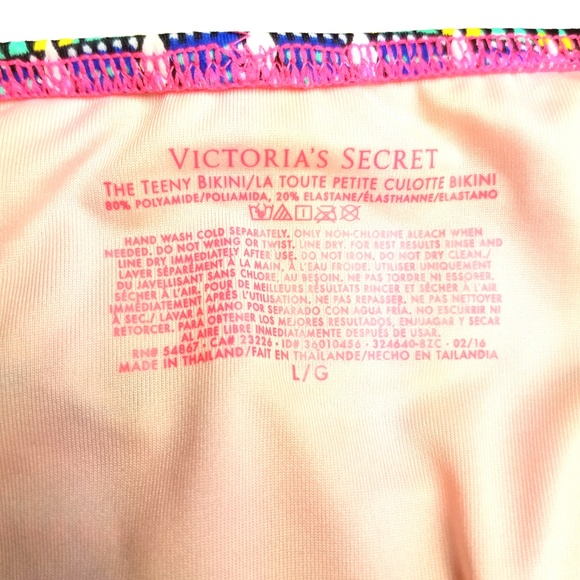 VICTORIA'S SECRET
THE TEENY BIKINI/LA TOUTE PETITE CULOTTE BIKINI
80% POLYAMIDE/POLIAMIDA, 20% ELASTANE/ÉLASTHANNE/ELASTANO
HAND WASH COLD SEPARATELY. ONLY NON-CHLORINE BLEACH WHEN
NEEDED. DO NOT WRING OR TWIST. LINE DRY. FOR BEST RESULTS RINSE AND
LINE DRY IMMEDIATELY AFTER USE. DO NOT IRON. DO NOT DRY CLEAN./
LAVER SÉPARÉMENT À LA MAIN, À L'EAU FROIDE. UTILISER UNIQUEMENT
DU JAVELLISANT SANS CHLORE, AU BESOIN. NE PAS TORDRE NI ESSORER.
SÉCHER À L'AIR. POUR DE MEILLEURS RÉSULTATS RINCER ET SÉCHER À L'AIR
IMMÉDIATEMENT APRÈS L'UTILISATION. NE PAS REPASSER. NE PAS NETTOYER
À SEC./ LAVAR A MANO POR SEPARADO CON AGUA FRÍA. NO ESCURRIR NI
RETORCER. PARA OBTENER LOS MEJORES RESULTADOS, ENJUAGAR Y SECAR
AL AIRE LIBRE INMEDIATAMENTE DESPUÉS DE USAR.
RN# 54867 • CA# 23226 • ID# 36010456 • 324640-8ZC • 02/16
MADE IN THAILAND/FAIT EN THAÏLANDE/HECHO EN TAILANDIA
L/G